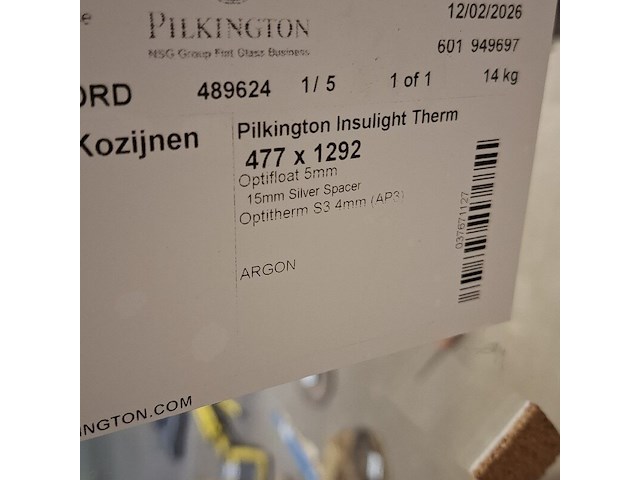 PILKINGTON
NSG Group Flat Glass Business
12/02/2026
601 949697
489624 1/ 5 1 of 1 14 kg
Kozijnen
Pilkington Insulight Therm
477 x 1292
Optifloat 5mm
15mm Silver Spacer
Optitherm S3 4mm (AP3)
ARGON
037671127
NGTON.COM